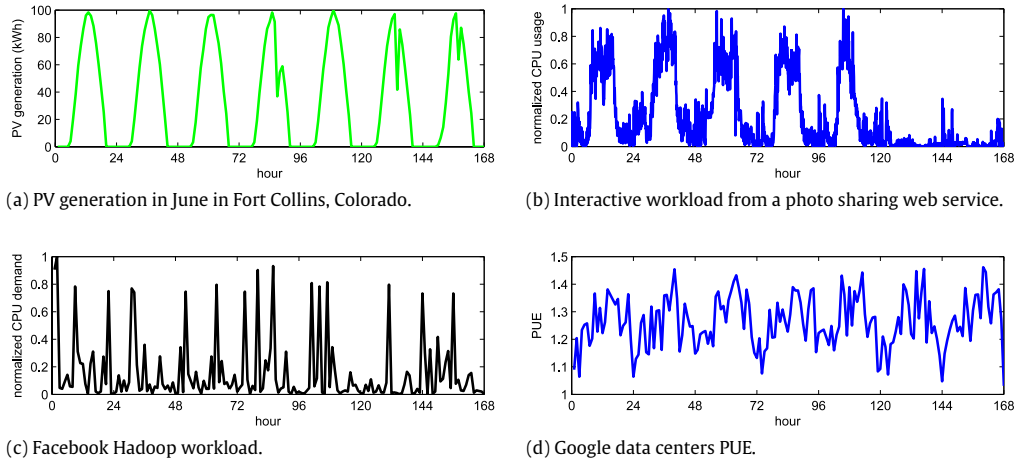 100
80
60
40
20
0
PV generation (kWh)
0 24 48 72 96 120 144 168
hour
(a) PV generation in June in Fort Collins, Colorado.
1
0.8
0.6
0.4
0.2
0
normalized CPU usage
0 24 48 72 96 120 144 168
hour
(b) Interactive workload from a photo sharing web service.
1
0.8
0.6
0.4
0.2
0
normalized CPU demand
0 24 48 72 96 120 144 168
hour
(c) Facebook Hadoop workload.
1.5
1.4
1.3
1.2
1.1
1
PUE
0 24 48 72 96 120 144 168
hour
(d) Google data centers PUE.